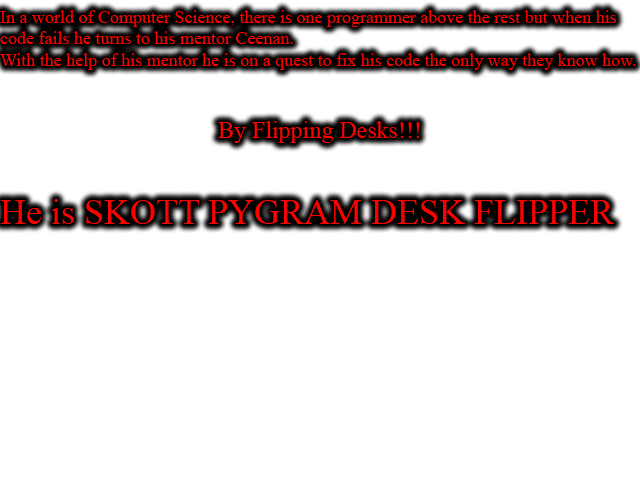 In a world of Computer Science, there is one programmer above the rest but when his
code fails he turns to his mentor Ceenan.
With the help of his mentor he is on a quest to fix his code the only way they know how.
By Flipping Desks!!!
He is SKOTT PYGRAM DESK FLIPPER